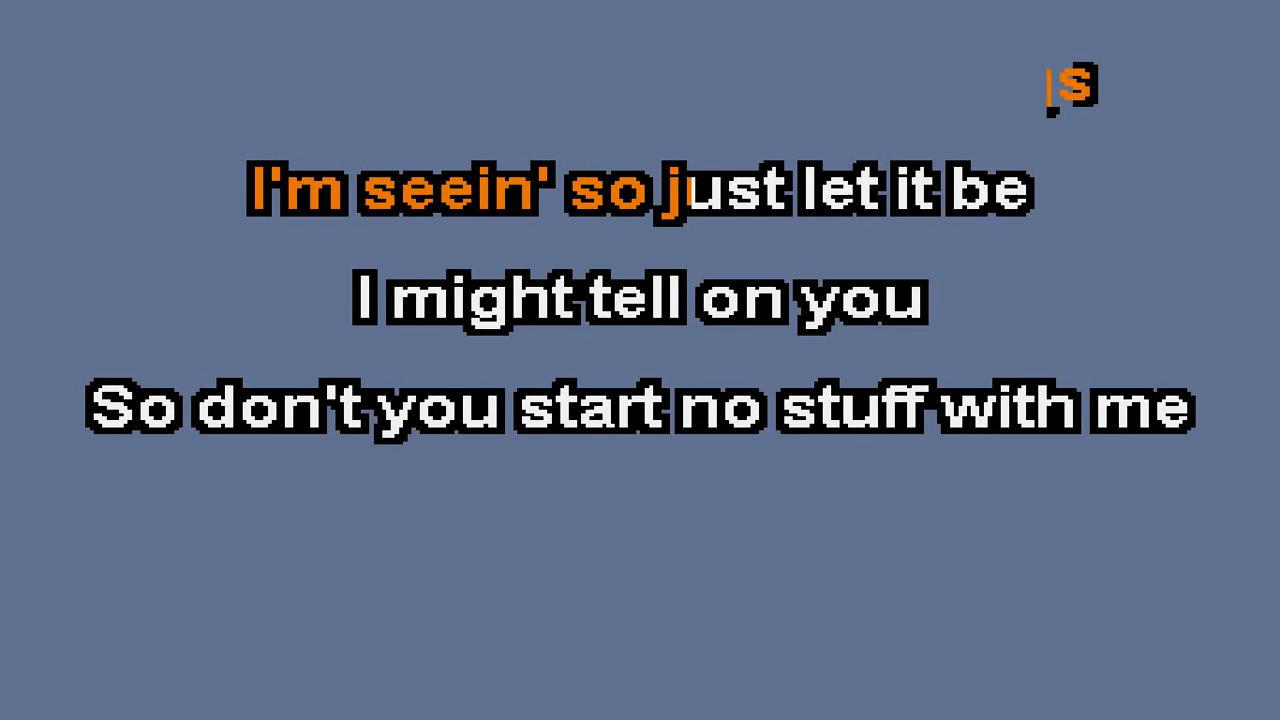 s
I'm seein' so just let it be
I might tell on you
So don't you start no stuff with me